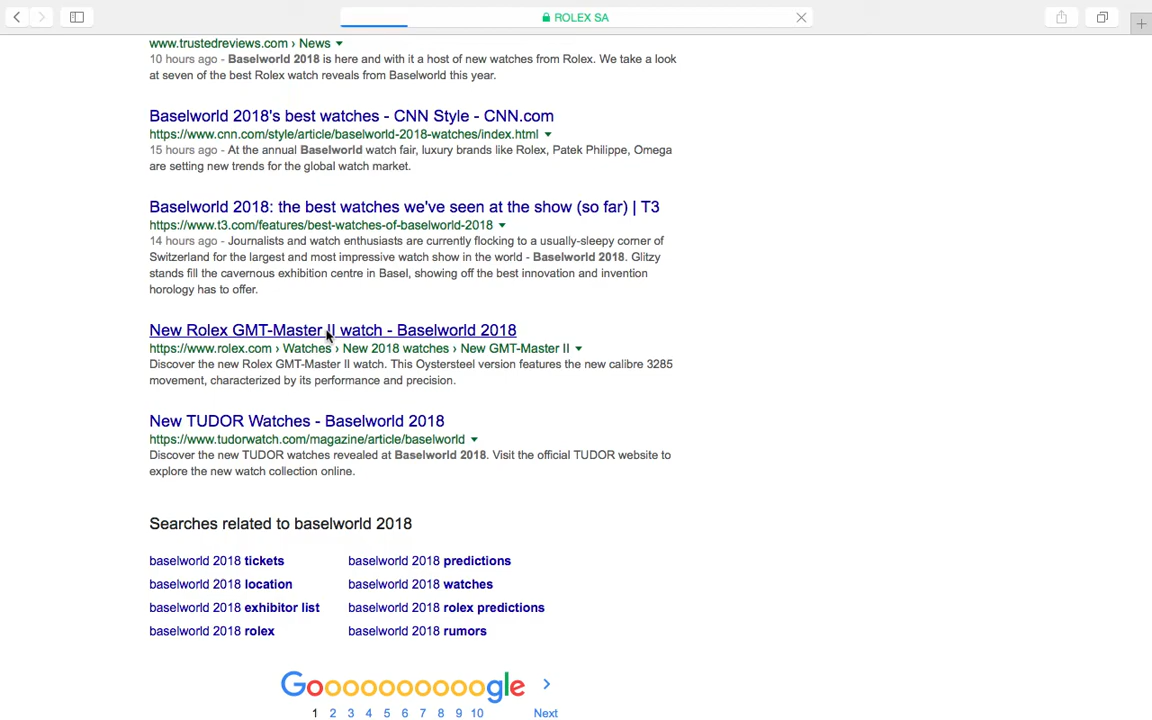 ROLEX SA
www.trustedreviews.com › News
10 hours ago - Baselworld 2018 is here and with it a host of new watches from Rolex. We take a look
at seven of the best Rolex watch reveals from Baselworld this year.
Baselworld 2018's best watches - CNN Style - CNN.com
https://www.cnn.com/style/article/baselworld-2018-watches/index.html
15 hours ago - At the annual Baselworld watch fair, luxury brands like Rolex, Patek Philippe, Omega
are setting new trends for the global watch market.
Baselworld 2018: the best watches we've seen at the show (so far) | T3
https://www.t3.com/features/best-watches-of-baselworld-2018
14 hours ago - Journalists and watch enthusiasts are currently flocking to a usually-sleepy corner of
Switzerland for the largest and most impressive watch show in the world - Baselworld 2018. Glitzy
stands fill the cavernous exhibition centre in Basel, showing off the best innovation and invention
horology has to offer.
New Rolex GMT-Master II watch - Baselworld 2018
https://www.rolex.com › Watches › New 2018 watches › New GMT-Master II
Discover the new Rolex GMT-Master II watch. This Oystersteel version features the new calibre 3285
movement, characterized by its performance and precision.
New TUDOR Watches - Baselworld 2018
https://www.tudorwatch.com/magazine/article/baselworld
Discover the new TUDOR watches revealed at Baselworld 2018. Visit the official TUDOR website to
explore the new watch collection online.
Searches related to baselworld 2018
baselworld 2018 tickets baselworld 2018 predictions
baselworld 2018 location baselworld 2018 watches
baselworld 2018 exhibitor list baselworld 2018 rolex predictions
baselworld 2018 rolex baselworld 2018 rumors
Goooooooooogle
1 2 3 4 5 6 7 8 9 10 Next